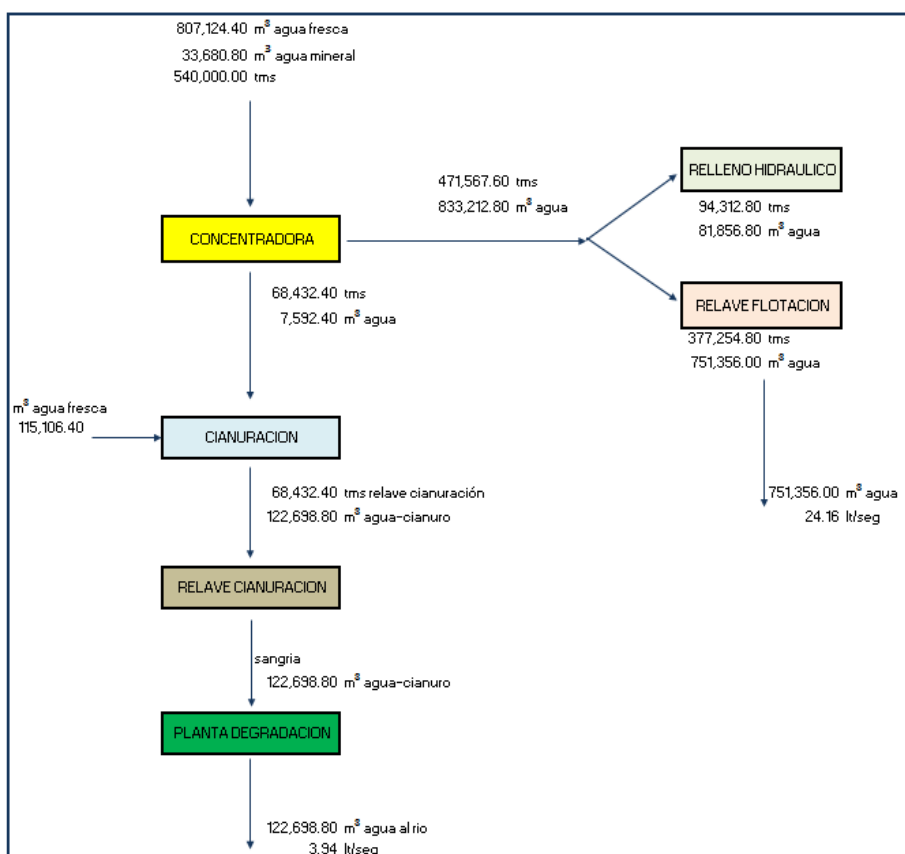 807,124.40 m³ agua fresca
33,680.80 m³ agua mineral
540,000.00 tms
CONCENTRADORA
471,567.60 tms
833,212.80 m³ agua
RELLENO HIDRAULICO
94,312.80 tms
81,856.80 m³ agua
RELAVE FLOTACION
377,254.80 tms
751,356.00 m³ agua
751,356.00 m³ agua
24.16 lt/seg
68,432.40 tms
7,592.40 m³ agua
m³ agua fresca
115,106.40
CIANURACION
68,432.40 tms relave cianuración
122,698.80 m³ agua-cianuro
RELAVE CIANURACION
sangria
122,698.80 m³ agua-cianuro
PLANTA DEGRADACION
122,698.80 m³ agua al rio
3.94 lt/seg